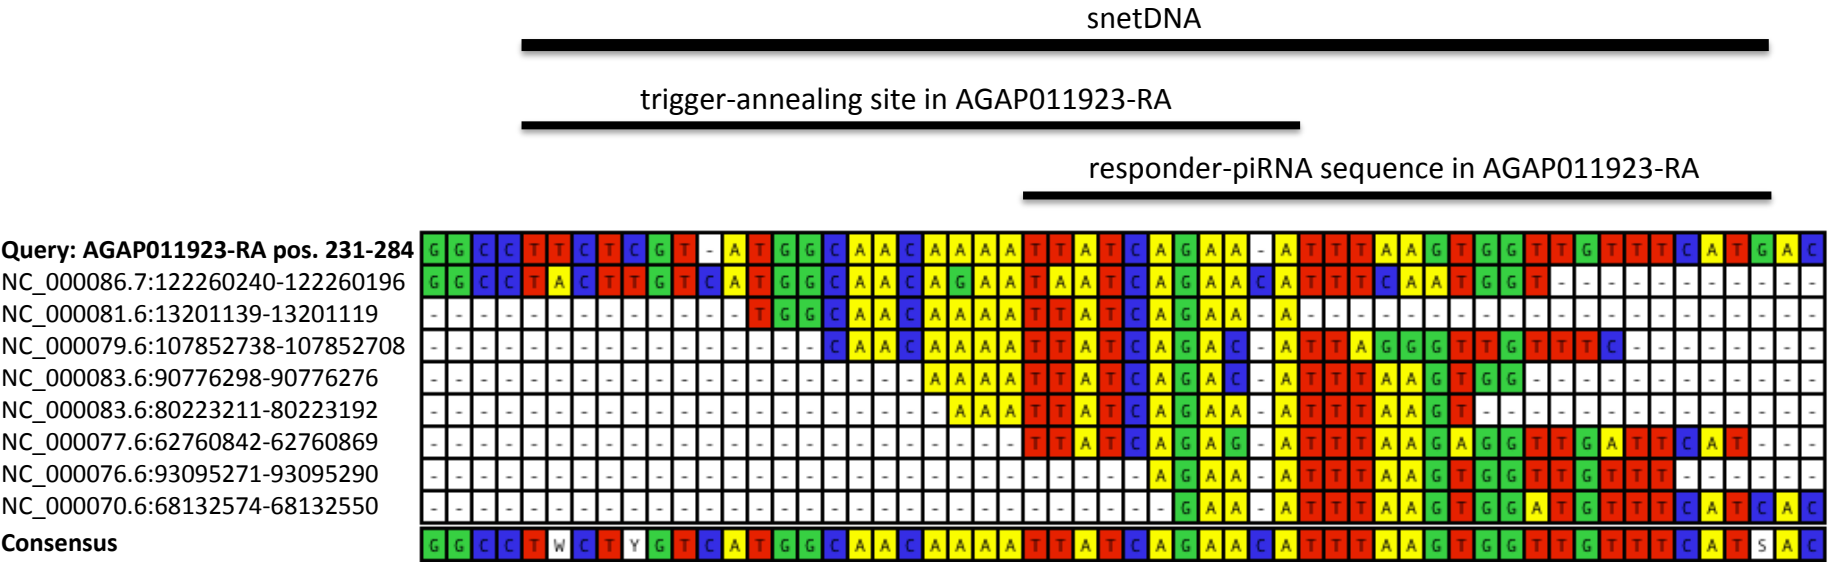 snetDNA
trigger-annealing site in AGAP011923-RA
responder-piRNA sequence in AGAP011923-RA
Query: AGAP011923-RA pos. 231-284 G G C C T T C T C G T - A T G G C A A C A A A A T T A T C A G A A - A T T T A A G T G G T T G T T T C A T G A C
NC_000086.7:122260240-122260196 G G C C T A C T T G T C A T G G C A A C A G A A T A A T C A G A A C A T T T C A A T G G T - - - - - - - - - - -
NC_000081.6:13201139-13201119 - - - - - - - - - - - - - T G G C A A C A A A A T T A T C A G A A - A - - - - - - - - - - - - - - - - - - - - -
NC_000079.6:107852738-107852708 - - - - - - - - - - - - - - - - C A A C A A A A T T A T C A G A C - A T T A G G G T T G T T T C - - - - - - - -
NC_000083.6:90776298-90776276 - - - - - - - - - - - - - - - - - - - - A A A A T T A T C A G A C - A T T T A A G T G G - - - - - - - - - - - -
NC_000083.6:80223211-80223192 - - - - - - - - - - - - - - - - - - - - - A A A T T A T C A G A A - A T T T A A G T - - - - - - - - - - - - - -
NC_000077.6:62760842-62760869 - - - - - - - - - - - - - - - - - - - - - - - - T T A T C A G A G - A T T T A A G A G G T T G A T T C A T - - -
NC_000076.6:93095271-93095290 - - - - - - - - - - - - - - - - - - - - - - - - - - - - - A G A A - A T T T A A G T G G T T G T T T - - - - - -
NC_000070.6:68132574-68132550 - - - - - - - - - - - - - - - - - - - - - - - - - - - - - - G A A - A T T T A A G T G G A T G T T T C A T C A C
Consensus G G C C T W C T Y G T C A T G G C A A C A A A A T T A T C A G A A C A T T T A A G T G G T T G T T T C A T S A C